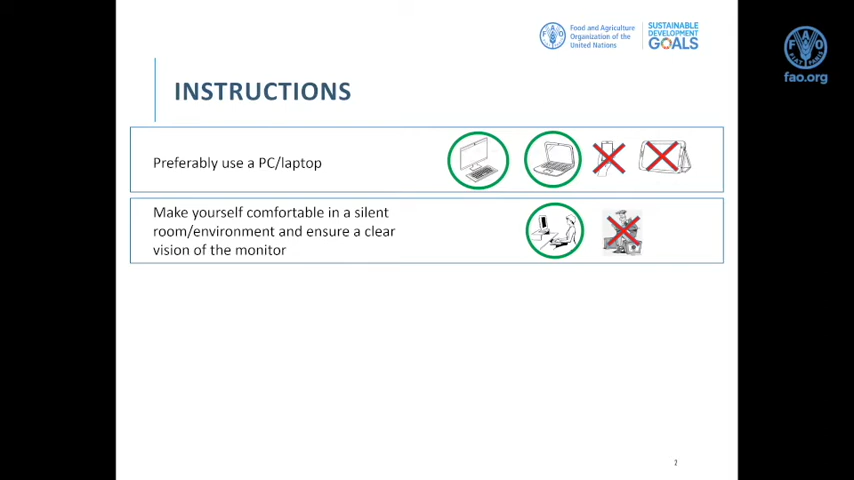 Food and Agriculture
Organization of the
United Nations
SUSTAINABLE
DEVELOPMENT
GOALS
fao.org
INSTRUCTIONS
Preferably use a PC/laptop
Make yourself comfortable in a silent
room/environment and ensure a clear
vision of the monitor
2